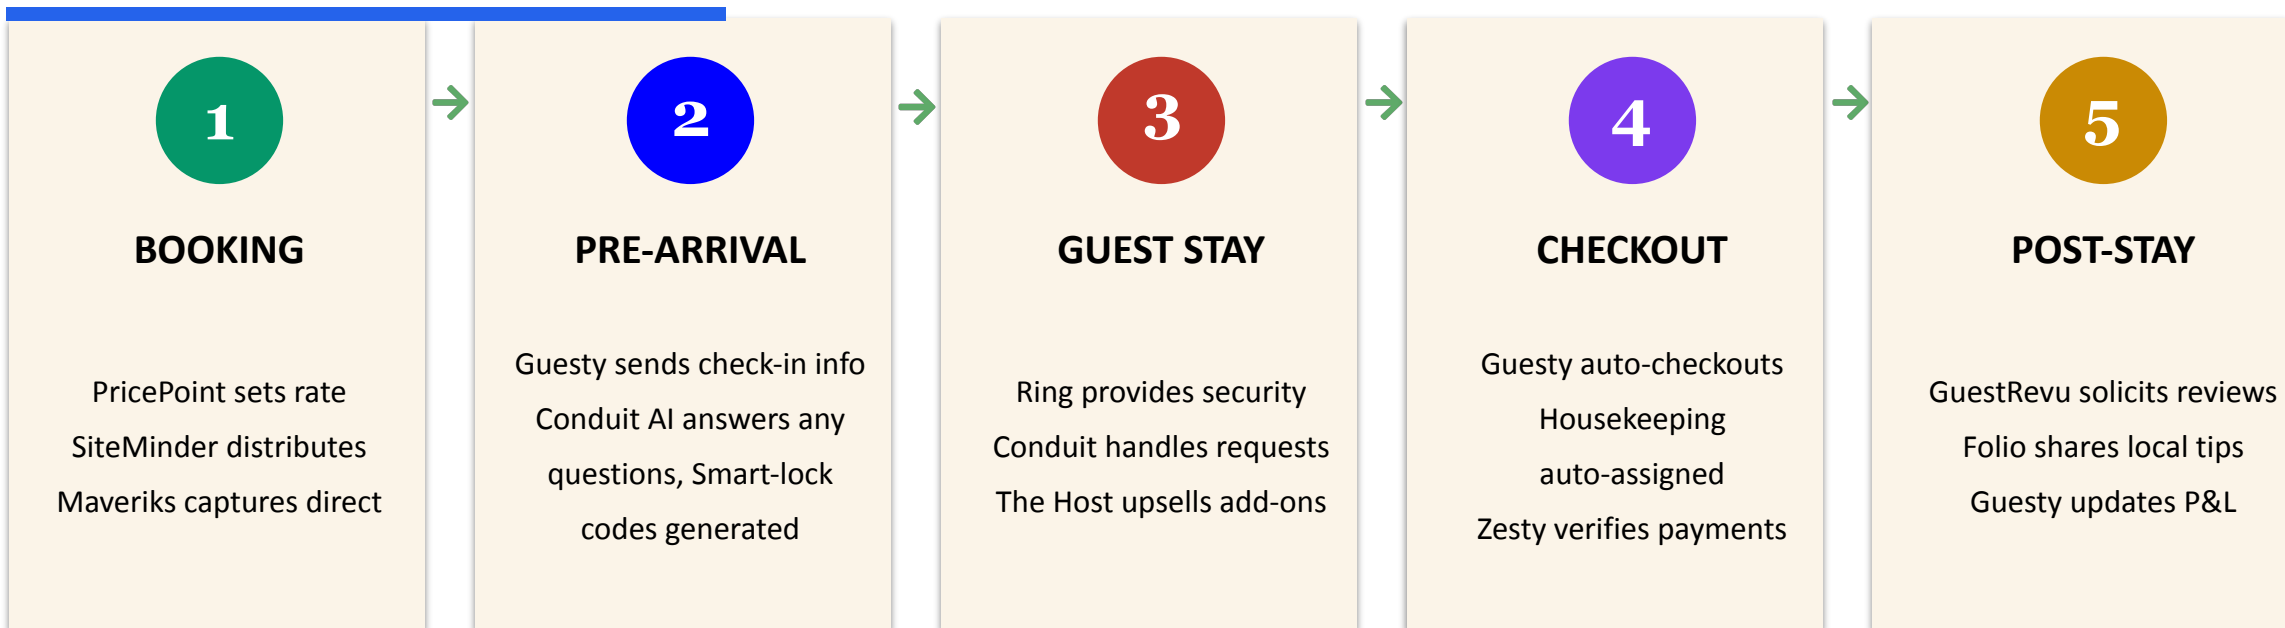 1
BOOKING
PricePoint sets rate
SiteMinder distributes
Maveriks captures direct
2
PRE-ARRIVAL
Guesty sends check-in info
Conduit AI answers any
questions, Smart-lock
codes generated
3
GUEST STAY
Ring provides security
Conduit handles requests
The Host upsells add-ons
4
CHECKOUT
Guesty auto-checkouts
Housekeeping
auto-assigned
Zesty verifies payments
5
POST-STAY
GuestRevu solicits reviews
Folio shares local tips
Guesty updates P&L